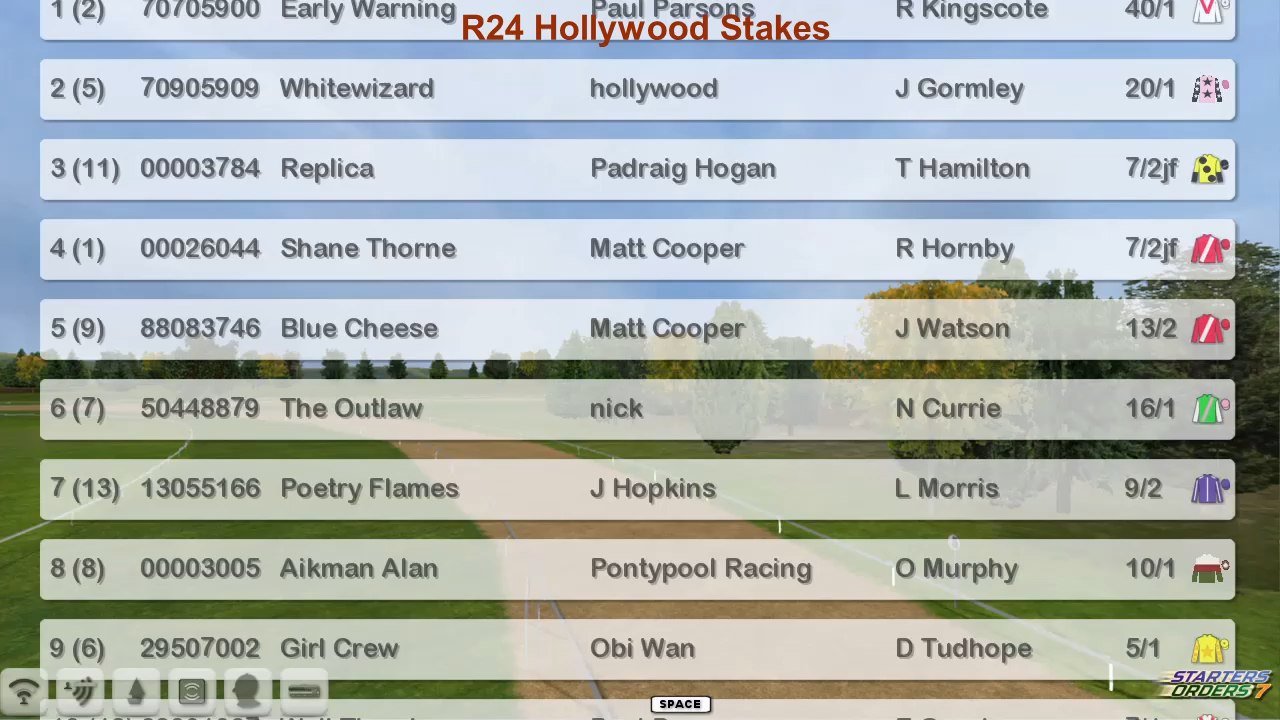 1 (2) 70705900 Early Warning Paul Parsons R Kingscote 40/1
R24 Hollywood Stakes
2 (5) 70905909 Whitewizard hollywood J Gormley 20/1
3 (11) 00003784 Replica Padraig Hogan T Hamilton 7/2jf
4 (1) 00026044 Shane Thorne Matt Cooper R Hornby 7/2jf
5 (9) 88083746 Blue Cheese Matt Cooper J Watson 13/2
6 (7) 50448879 The Outlaw nick N Currie 16/1
7 (13) 13055166 Poetry Flames J Hopkins L Morris 9/2
8 (8) 00003005 Aikman Alan Pontypool Racing O Murphy 10/1
9 (6) 29507002 Girl Crew Obi Wan D Tudhope 5/1
STARTERS
ORDERS 7
SPACE